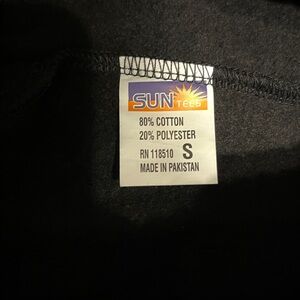 SUN TEES
80% COTTON
20% POLYESTER
RN 118510 S
MADE IN PAKISTAN